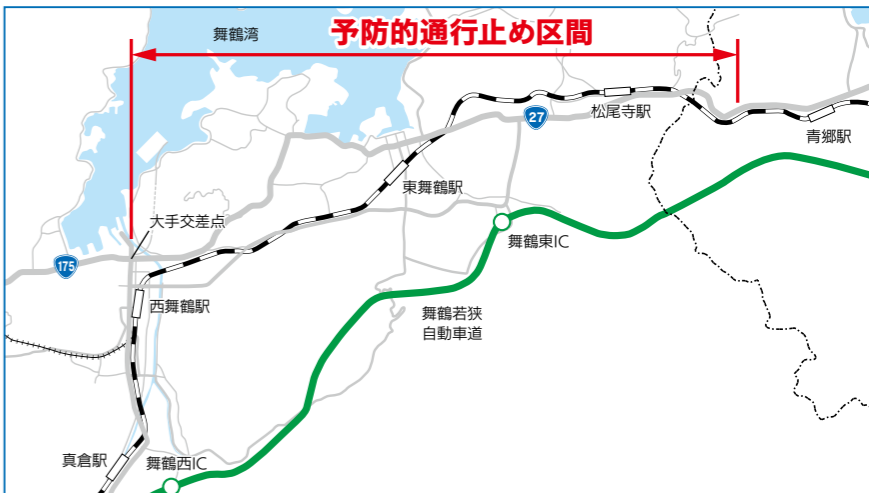 舞鶴湾
予防的通行止め区間
27
松尾寺駅
青郷駅
東舞鶴駅
大手交差点
舞鶴東IC
175
西舞鶴駅
舞鶴若狭
自動車道
真倉駅
舞鶴西IC